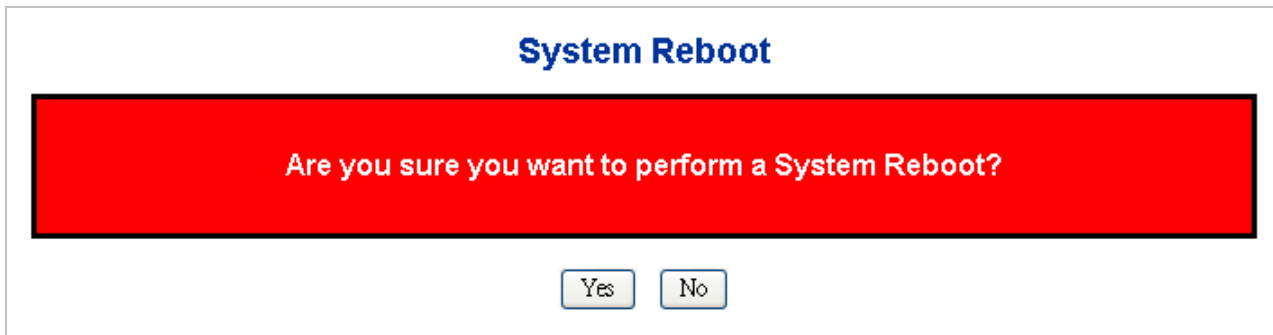 System Reboot
Are you sure you want to perform a System Reboot?
Yes No